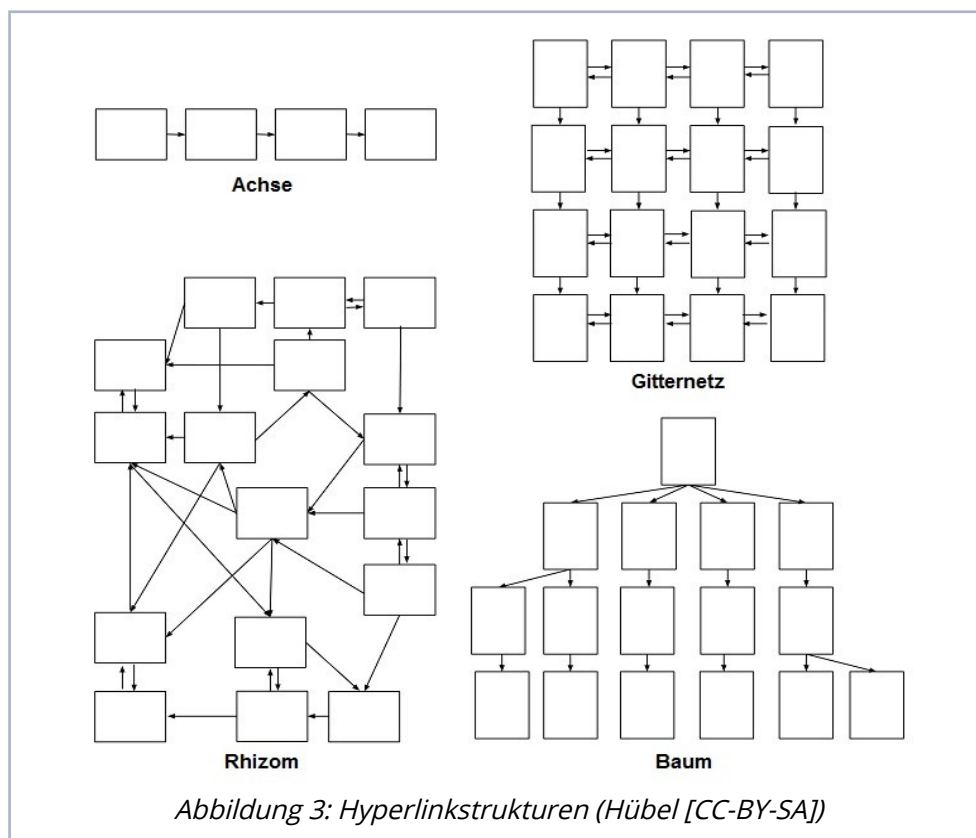 Achse
Gitternetz
Rhizom
Baum
Abbildung 3: Hyperlinkstrukturen (Hübel [CC-BY-SA])